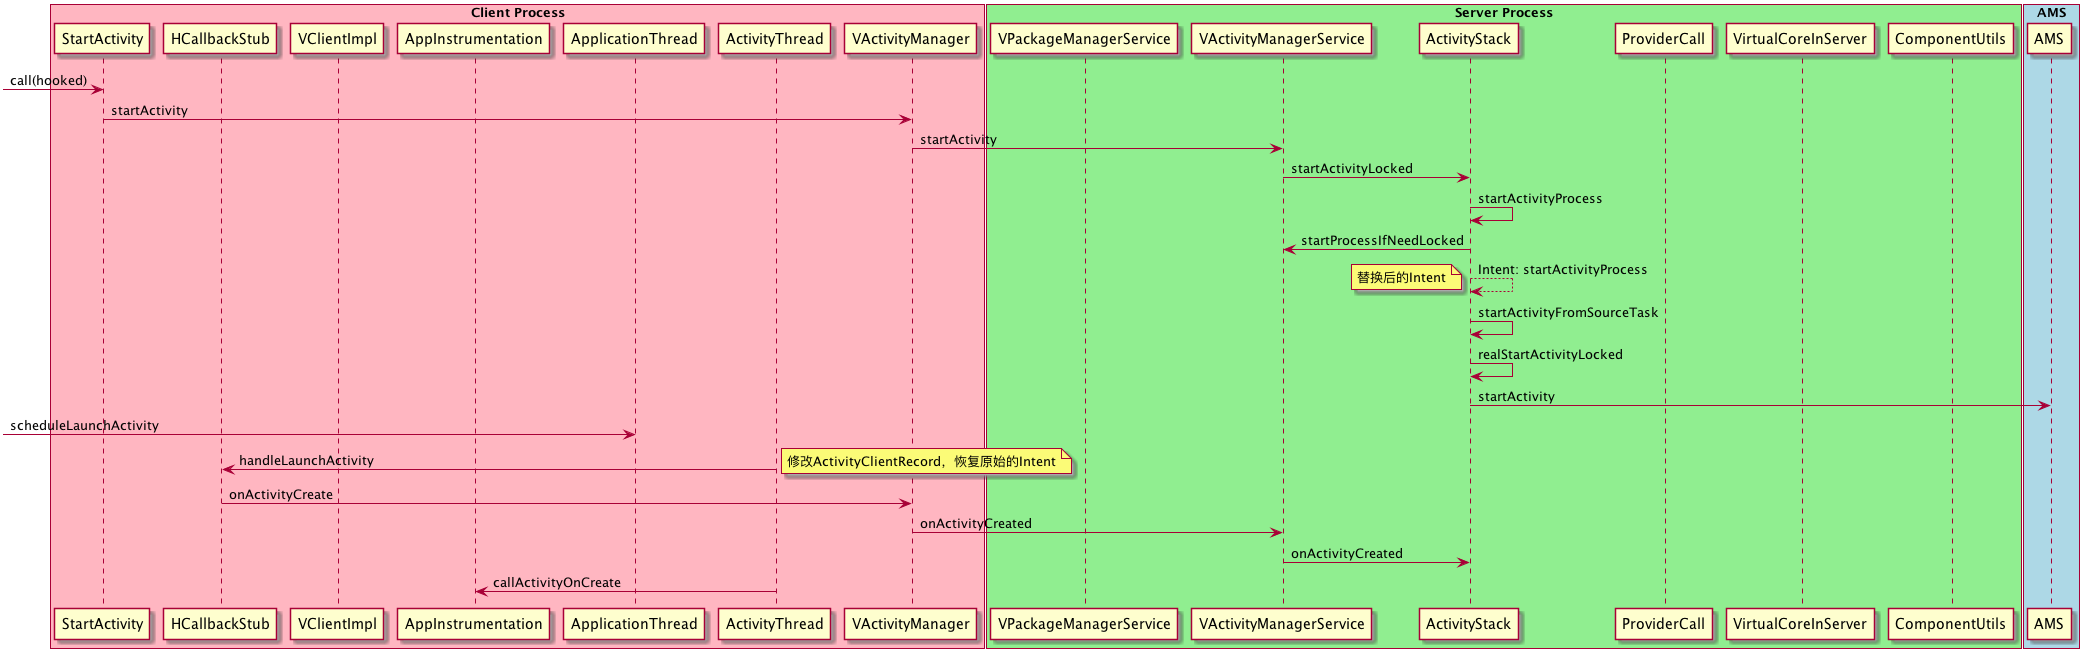 Client Process
Server Process
AMS
StartActivity
HCallbackStub
VClientImpl
AppInstrumentation
ApplicationThread
ActivityThread
VActivityManager
VPackageManagerService
VActivityManagerService
ActivityStack
ProviderCall
VirtualCoreInServer
ComponentUtils
AMS
call(hooked)
startActivity
startActivity
startActivityLocked
startActivityProcess
startProcessIfNeedLocked
替换后的Intent
Intent: startActivityProcess
startActivityFromSourceTask
realStartActivityLocked
startActivity
scheduleLaunchActivity
handleLaunchActivity
修改ActivityClientRecord，恢复原始的Intent
onActivityCreate
onActivityCreated
onActivityCreated
callActivityOnCreate
StartActivity
HCallbackStub
VClientImpl
AppInstrumentation
ApplicationThread
ActivityThread
VActivityManager
VPackageManagerService
VActivityManagerService
ActivityStack
ProviderCall
VirtualCoreInServer
ComponentUtils
AMS